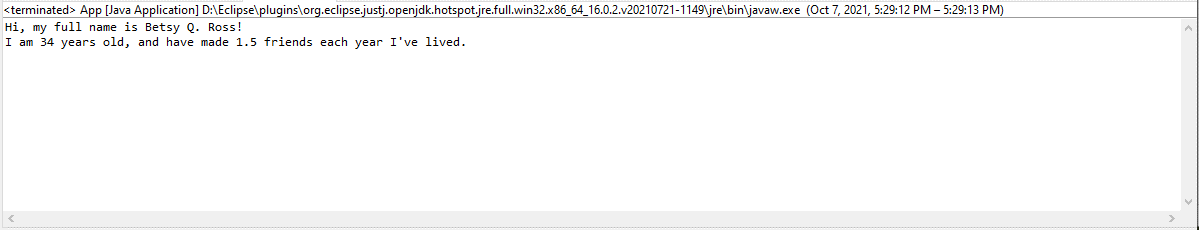 <terminated> App [Java Application] D:\Eclipse\plugins\org.eclipse.justj.openjdk.hotspot.jre.full.win32.x86_64_16.0.2.v20210721-1149\jre\bin\javaw.exe (Oct 7, 2021, 5:29:12 PM – 5:29:13 PM)
Hi, my full name is Betsy Q. Ross!
I am 34 years old, and have made 1.5 friends each year I've lived.